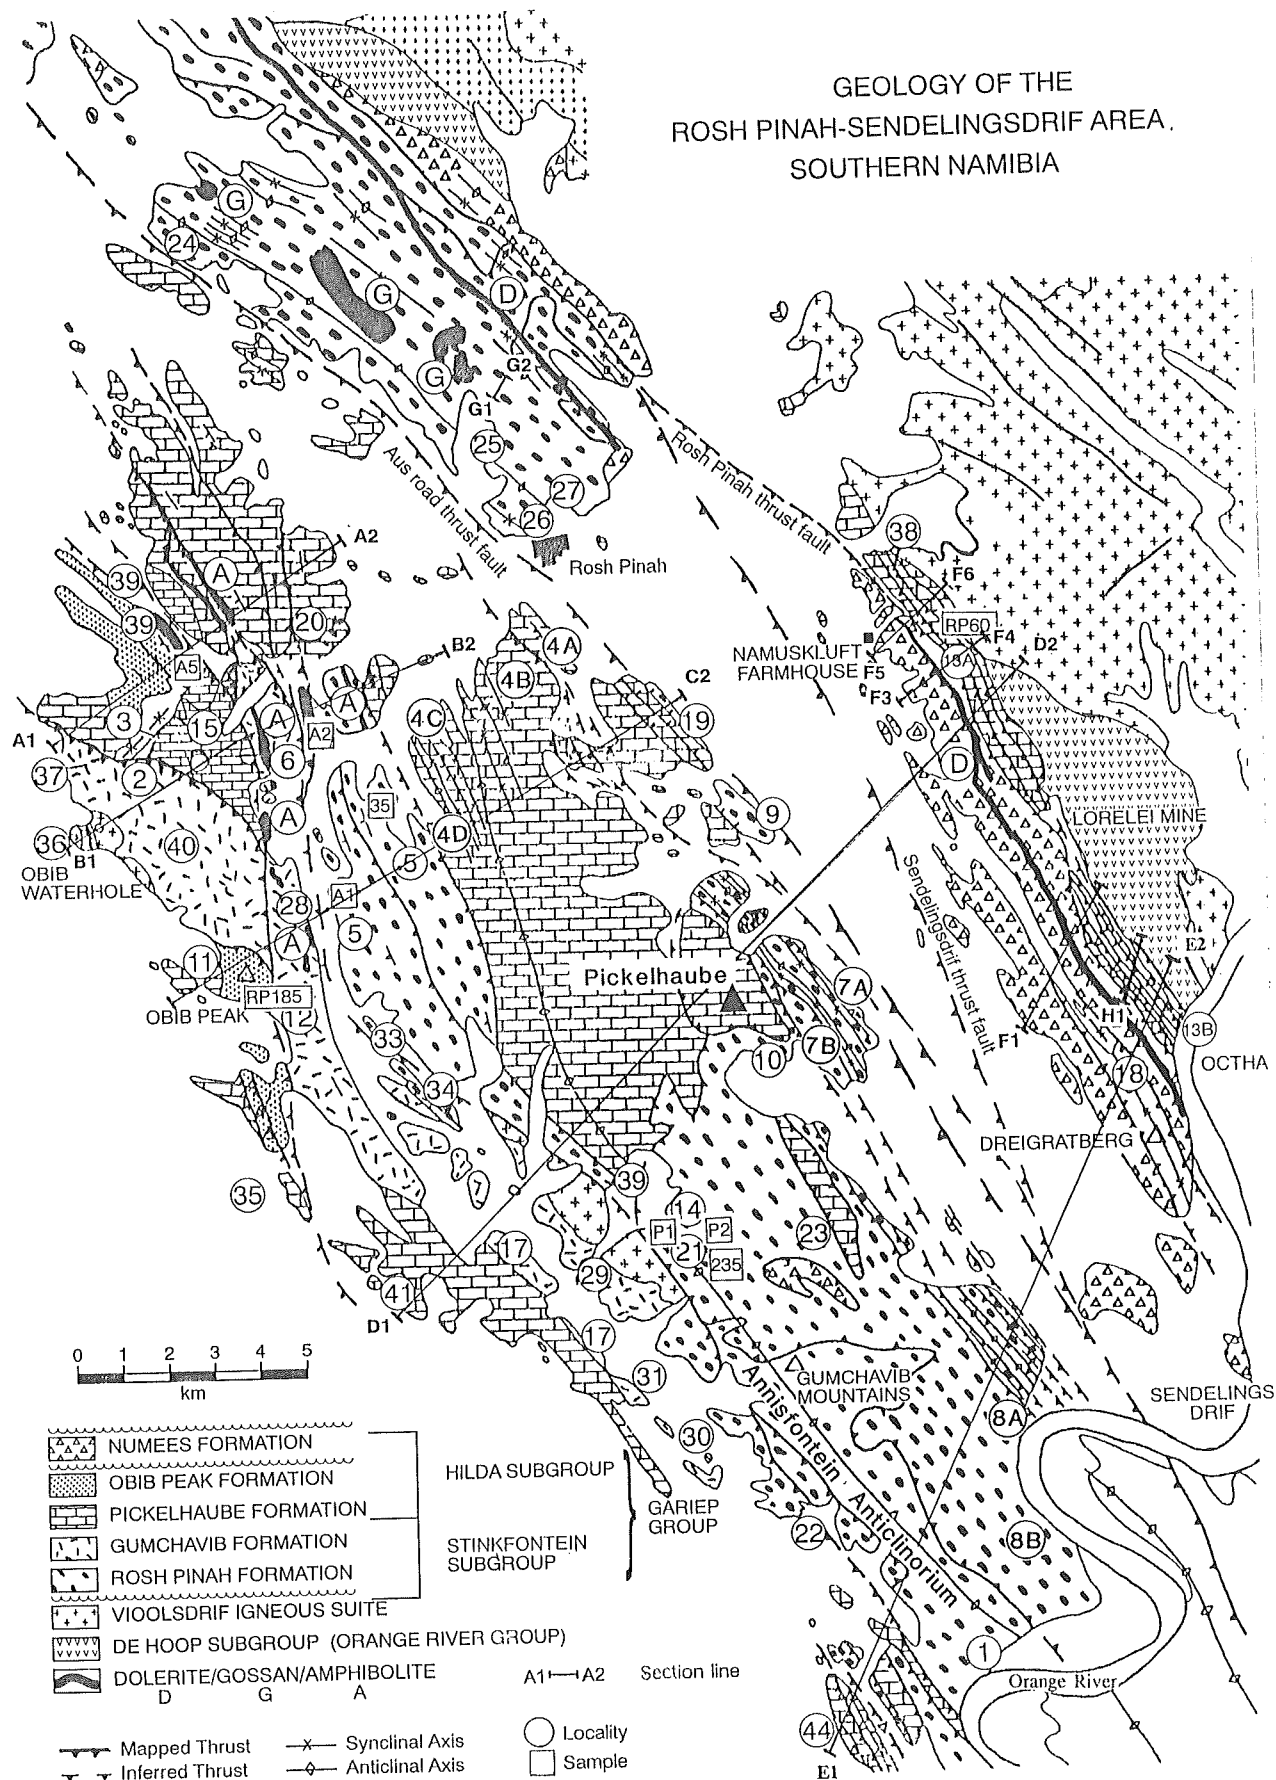 GEOLOGY OF THE
ROSH PINAH-SENDELINGSDRIF AREA,
SOUTHERN NAMIBIA
G
24
G
D
G
G2
G1
25
Rosh Pinah thrust fault
Aus road thrust fault
27
26
38
A2
Rosh Pinah
39
A
F6
39
20
RP60
F4
4A
B2
NAMUSKLUFT
FARMHOUSE
F5
13A
D2
A5
4B
C2
F3
3
15
A
A
4C
19
A1
A2
37
2
6
D
35
9
LORELEI MINE
A
4D
36
B1
40
OBIB
WATERHOLE
5
Sendelingsdrif thrust fault
A1
28
5
A
E2
11
Pickelhaube
7A
RP185
OBIB PEAK
12
H1
13B
F1
33
7B
10
OCTHA
34
18
DREIGRATBERG
39
35
14
P1
P2
23
17
21
29
235
41
D1
17
0 1 2 3 4 5
km
31
GUMCHAVIB
MOUNTAINS
SENDELINGS
DRIF
8A
Annisfontein Anticlinorium
30
NUMEES FORMATION
OBIB PEAK FORMATION
HILDA SUBGROUP
PICKELHAUBE FORMATION
GARIEP
GROUP
GUMCHAVIB FORMATION
STINKFONTEIN
SUBGROUP
22
8B
ROSH PINAH FORMATION
VIOOLSDRIF IGNEOUS SUITE
DE HOOP SUBGROUP (ORANGE RIVER GROUP)
1
DOLERITE/GOSSAN/AMPHIBOLITE
D G A
A1 A2 Section line
Orange River
Mapped Thrust
Synclinal Axis
Locality
44
Inferred Thrust
Anticlinal Axis
Sample
E1